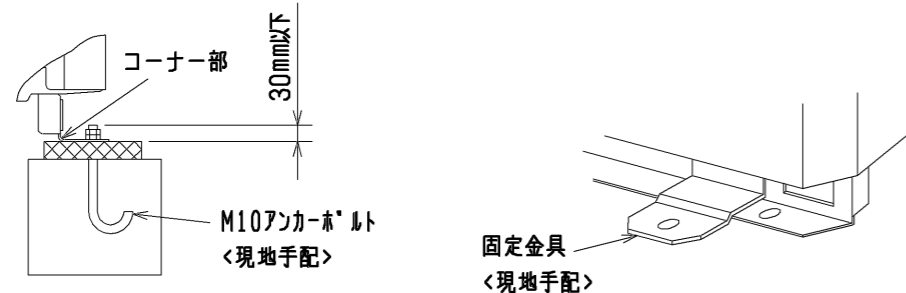 コーナー部
30mm以下
M10アンカーボルト
<現地手配>
固定金具
<現地手配>